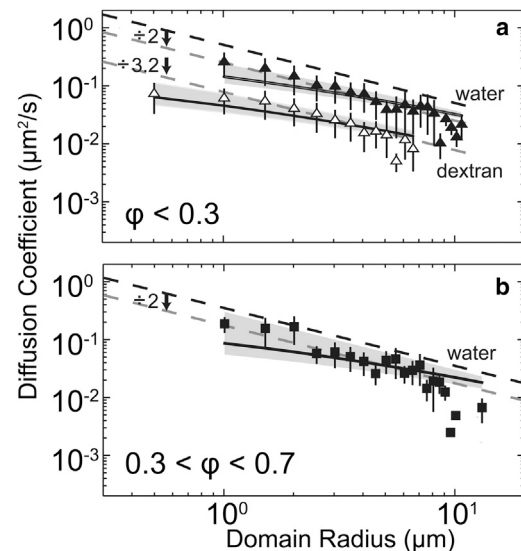 a
10⁰
÷2
÷3.2
10⁻¹
water
10⁻²
dextran
10⁻³
φ < 0.3
Diffusion Coefficient (µm²/s)
b
10⁰
÷2
water
10⁻¹
10⁻²
10⁻³
0.3 < φ < 0.7
10⁰ 10¹
Domain Radius (µm)